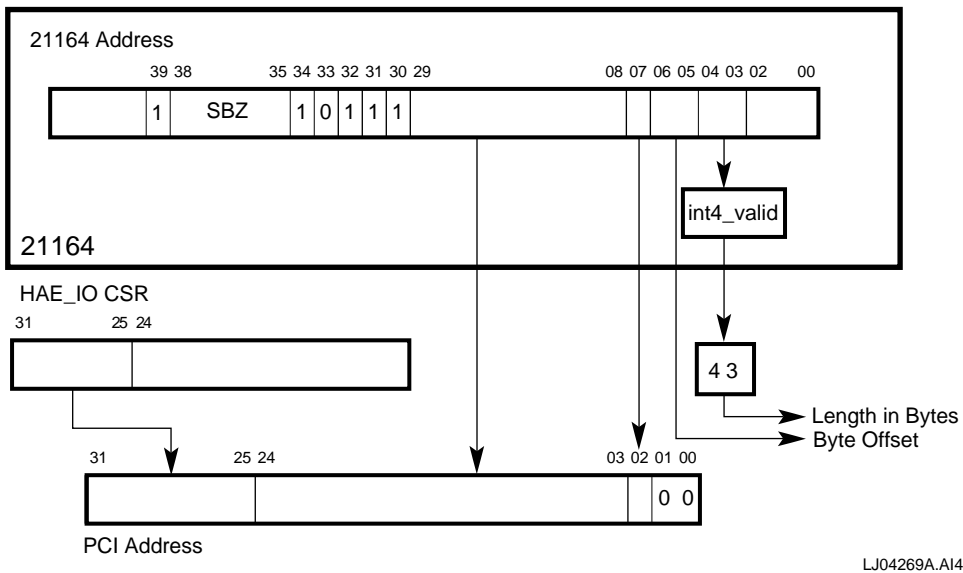 21164 Address
39 38 35 34 33 32 31 30 29 08 07 06 05 04 03 02 00
1 SBZ 1 0 1 1 1
int4_valid
21164
HAE_IO CSR
31 25 24
4 3
Length in Bytes
Byte Offset
31 25 24 03 02 01 00
0 0
PCI Address
LJ04269A.AI4